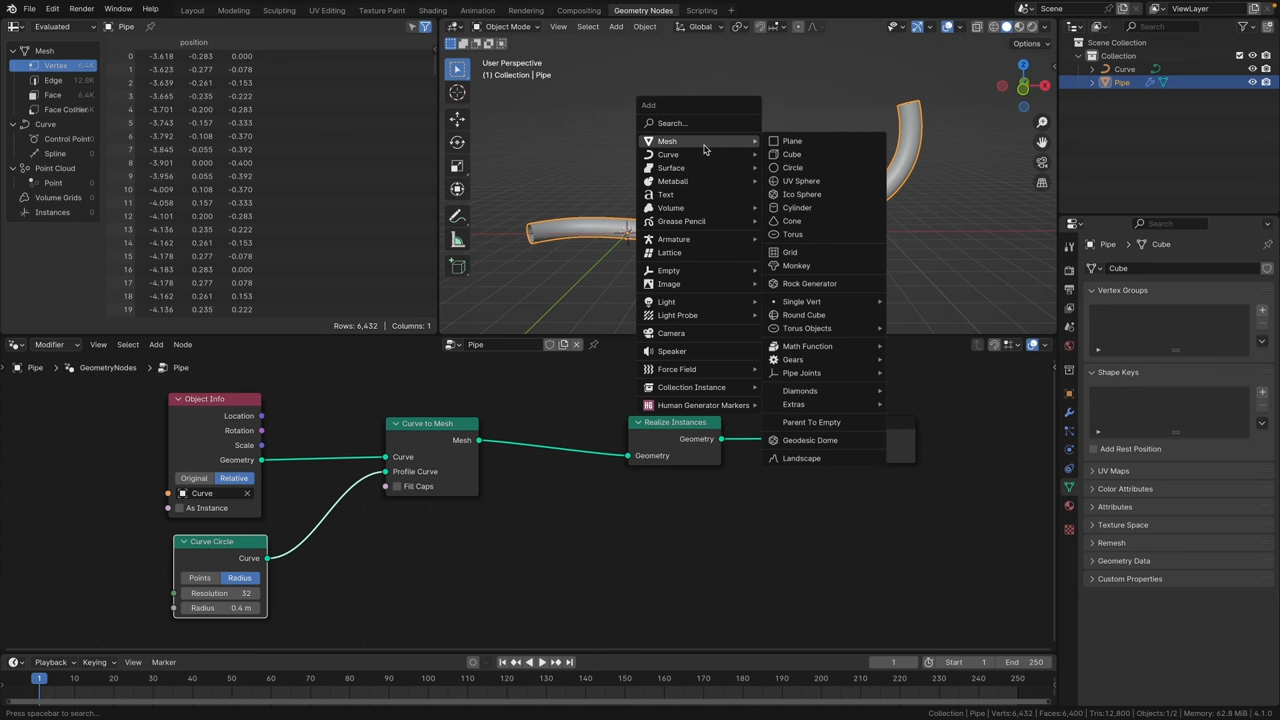 File Edit Render Window Help
Layout Modeling Sculpting UV Editing Texture Paint Shading Animation Rendering Compositing Geometry Nodes Scripting
Scene ViewLayer
Evaluated Pipe
Object Mode View Select Add Object Global
Search
Options
Mesh
Vertex 6.4K
Edge 12.8K
Face
Face Corner
Curve
Control Point
Spline
Point Cloud
Point
Volume Grids
Instances
position
0 -3.618 -0.283 0.000
1 -3.623 -0.277 -0.078
2 -3.639 -0.261 -0.153
3 -3.665 -0.235 -0.222
4 -3.701 -0.200 -0.283
5 -3.743 -0.157 -0.333
6 -3.792 -0.108 -0.370
7 -3.845 -0.055 -0.392
8 -3.901 0.000 -0.400
9 -3.956 0.055 -0.392
10 -4.009 0.108 -0.370
11 -4.058 0.157 -0.333
12 -4.101 0.200 -0.283
13 -4.136 0.235 -0.222
14 -4.162 0.261 -0.153
15 -4.178 0.277 -0.078
16 -4.183 0.283 0.000
17 -4.178 0.277 0.078
18 -4.162 0.261 0.153
19 -4.136 0.235 0.222
Rows: 6,432 | Columns: 1
User Perspective
(1) Collection | Pipe
X
Y
Z
Add
Search...
Mesh
Curve
Surface
Metaball
Text
Volume
Grease Pencil
Armature
Lattice
Empty
Image
Light
Light Probe
Camera
Speaker
Force Field
Collection Instance
Human Generator Markers
Plane
Cube
Circle
UV Sphere
Ico Sphere
Cylinder
Cone
Torus
Grid
Monkey
Rock Generator
Single Vert
Round Cube
Torus Objects
Math Function
Gears
Pipe Joints
Diamonds
Extras
Parent To Empty
Geodesic Dome
Landscape
Scene Collection
Collection
Curve
Pipe
Search
Pipe Cube
Cube
Vertex Groups
Shape Keys
Add Rest Position
UV Maps
Color Attributes
Attributes
Texture Space
Remesh
Geometry Data
Custom Properties
Modifier View Select Add Node Pipe
Pipe GeometryNodes Pipe
Object Info
Location
Rotation
Scale
Geometry
Original Relative
Curve
As Instance
Curve Circle
Curve
Points Radius
Resolution 32
Radius 0.4 m
Curve to Mesh
Mesh
Curve
Profile Curve
Fill Caps
Realize Instances
Geometry
Geometry
Playback Keying View Marker
1 Start 1 End 250
1 10 20 30 40 50 60 70 80 90 100 110 120 130 140 150 160 170 180 190 200 210 220 230 240 250
Press spacebar to search...
Collection | Pipe | Verts:6,432 | Faces:6,400 | Tris:12,800 | Objects:1/2 | Memory: 62.8 MiB | 4.1.0